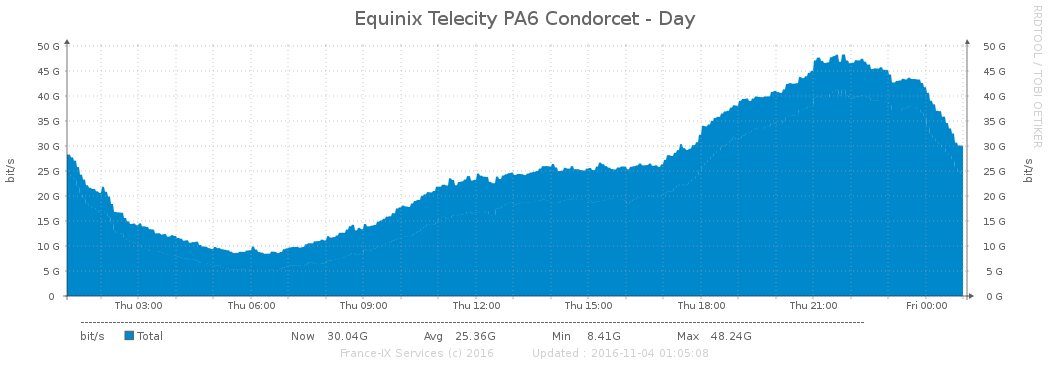 Equinix Telecity PA6 Condorcet - Day
RRDTOOL / TOBI OETIKER
50 G 50 G
45 G 45 G
40 G 40 G
35 G 35 G
30 G 30 G
25 G 25 G
20 G 20 G
15 G 15 G
10 G 10 G
5 G 5 G
0 0 G
bit/s bit/s
Thu 03:00 Thu 06:00 Thu 09:00 Thu 12:00 Thu 15:00 Thu 18:00 Thu 21:00 Fri 00:00
bit/s Total Now 30.04G Avg 25.36G Min 8.41G Max 48.24G
France-IX Services (c) 2016 Updated : 2016-11-04 01:05:08